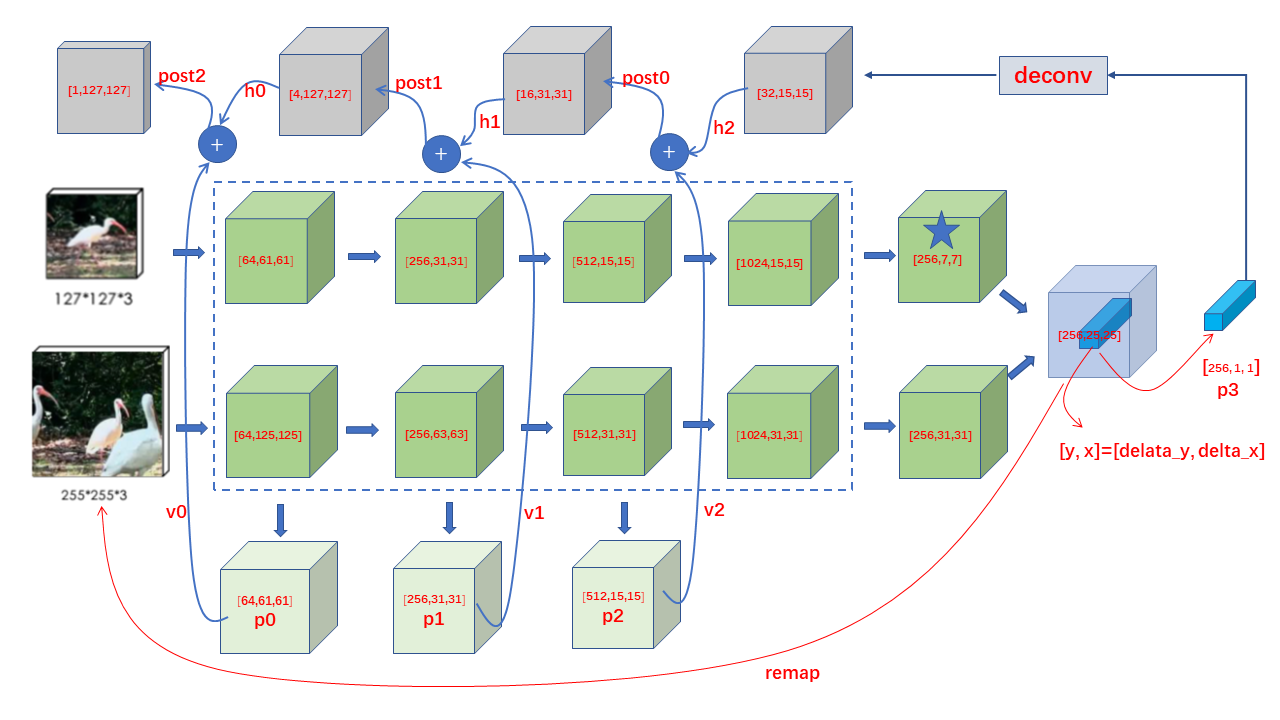 deconv
post2
h0
post1
post0
[1,127,127]
[4,127,127]
[16,31,31]
[32,15,15]
h1
h2
+
+
+
127*127*3
[64,61,61]
[256,31,31]
[512,15,15]
[1024,15,15]
[256,7,7]
[256,25,25]
[256,1,1]
p3
255*255*3
[64,125,125]
[256,63,63]
[512,31,31]
[1024,31,31]
[256,31,31]
[y, x]=[delata_y, delta_x]
v0
v1
v2
[64,61,61]
p0
[256,31,31]
p1
[512,15,15]
p2
remap